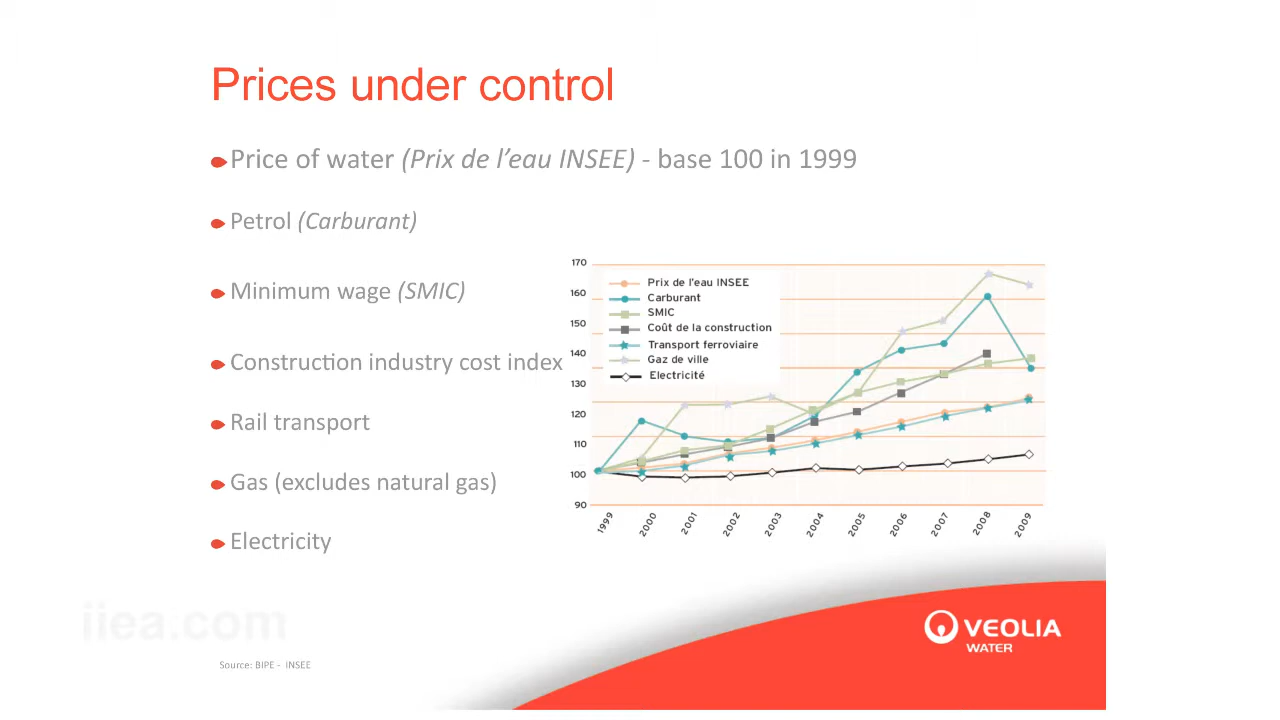 Prices under control
Price of water (Prix de l’eau INSEE) - base 100 in 1999
Petrol (Carburant)
Minimum wage (SMIC)
Construction industry cost index
Rail transport
Gas (excludes natural gas)
Electricity
170
160
150
140
130
120
110
100
90
Prix de l'eau INSEE
Carburant
SMIC
Coût de la construction
Transport ferroviaire
Gaz de ville
Electricité
1999
2000
2001
2002
2003
2004
2005
2006
2007
2008
2009
iiea.com
VEOLIA
WATER
Source: BIPE - INSEE